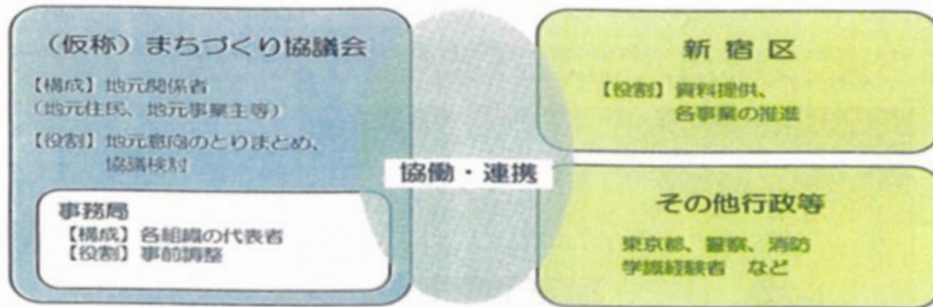 （仮称）まちづくり協議会
【構成】地元関係者
（地元住民、地元事業主等）
【役割】地元意向のとりまとめ、
協議検討
事務局
【構成】各組織の代表者
【役割】事前調整
協働・連携
新宿区
【役割】資料提供、
各事業の推進
その他行政等
東京都、警察、消防
学識経験者　など